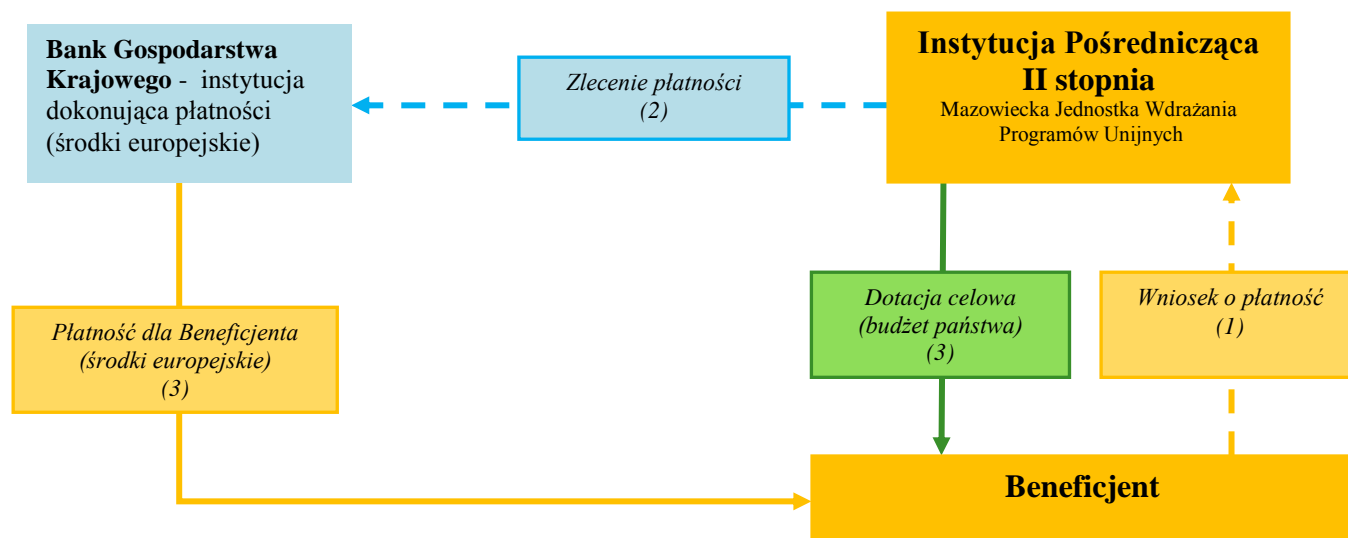 Bank Gospodarstwa
Krajowego - instytucja
dokonująca płatności
(środki europejskie)
Zlecenie płatności
(2)
Instytucja Pośrednicząca
II stopnia
Mazowiecka Jednostka Wdrażania
Programów Unijnych
Płatność dla Beneficjenta
(środki europejskie)
(3)
Dotacja celowa
(budżet państwa)
(3)
Wniosek o płatność
(1)
Beneficjent